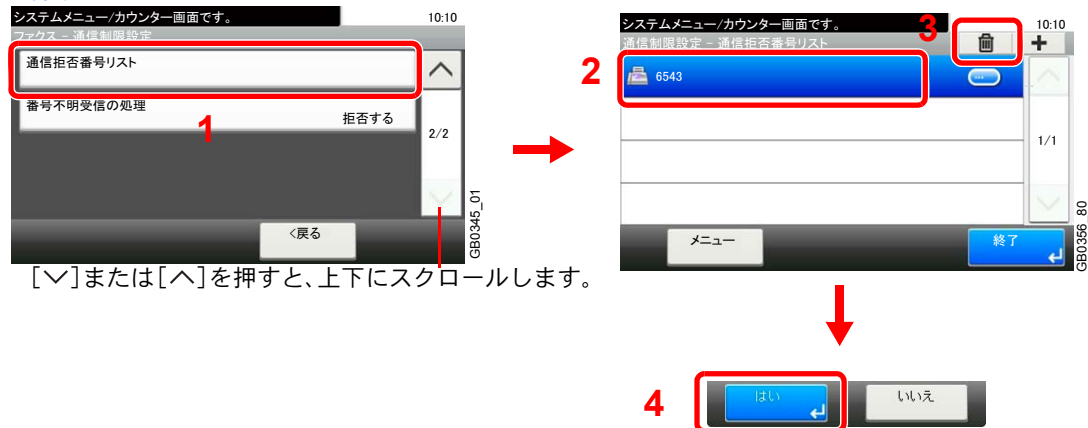 システムメニュー/カウンター画面です。
10:10
ファクス - 通信制限設定
通信拒否番号リスト
番号不明受信の処理
拒否する
1
2/2
<戻る
GB0345_01
[∨]または[∧]を押すと、上下にスクロールします。
システムメニュー/カウンター画面です。
10:10
通信制限設定 - 通信拒否番号リスト
3
+
2
6543
...
1/1
メニュー
終了
GB0356_80
4
はい
いいえ